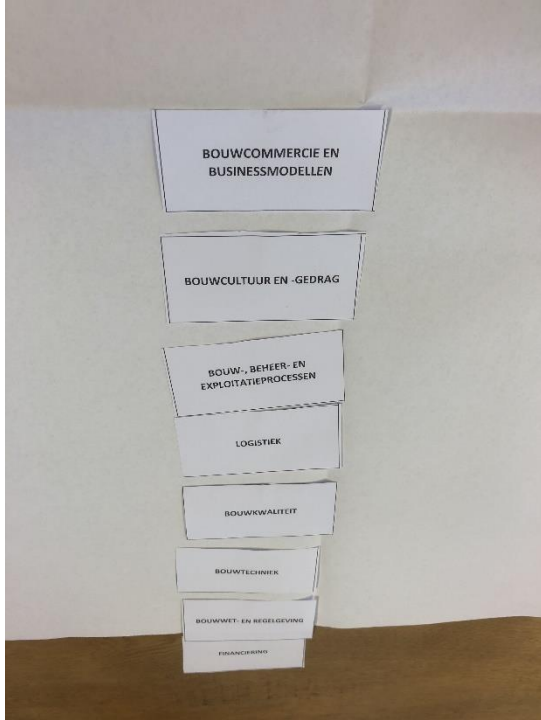 BOUWCOMMERCIE EN
BUSINESSMODELLEN
BOUWCULTUUR EN -GEDRAG
BOUW-, BEHEER- EN
EXPLOITATIEPROCESSEN
LOGISTIEK
BOUWKWALITEIT
BOUWTECHNIEK
BOUWWET- EN REGELGEVING
FINANCIERING